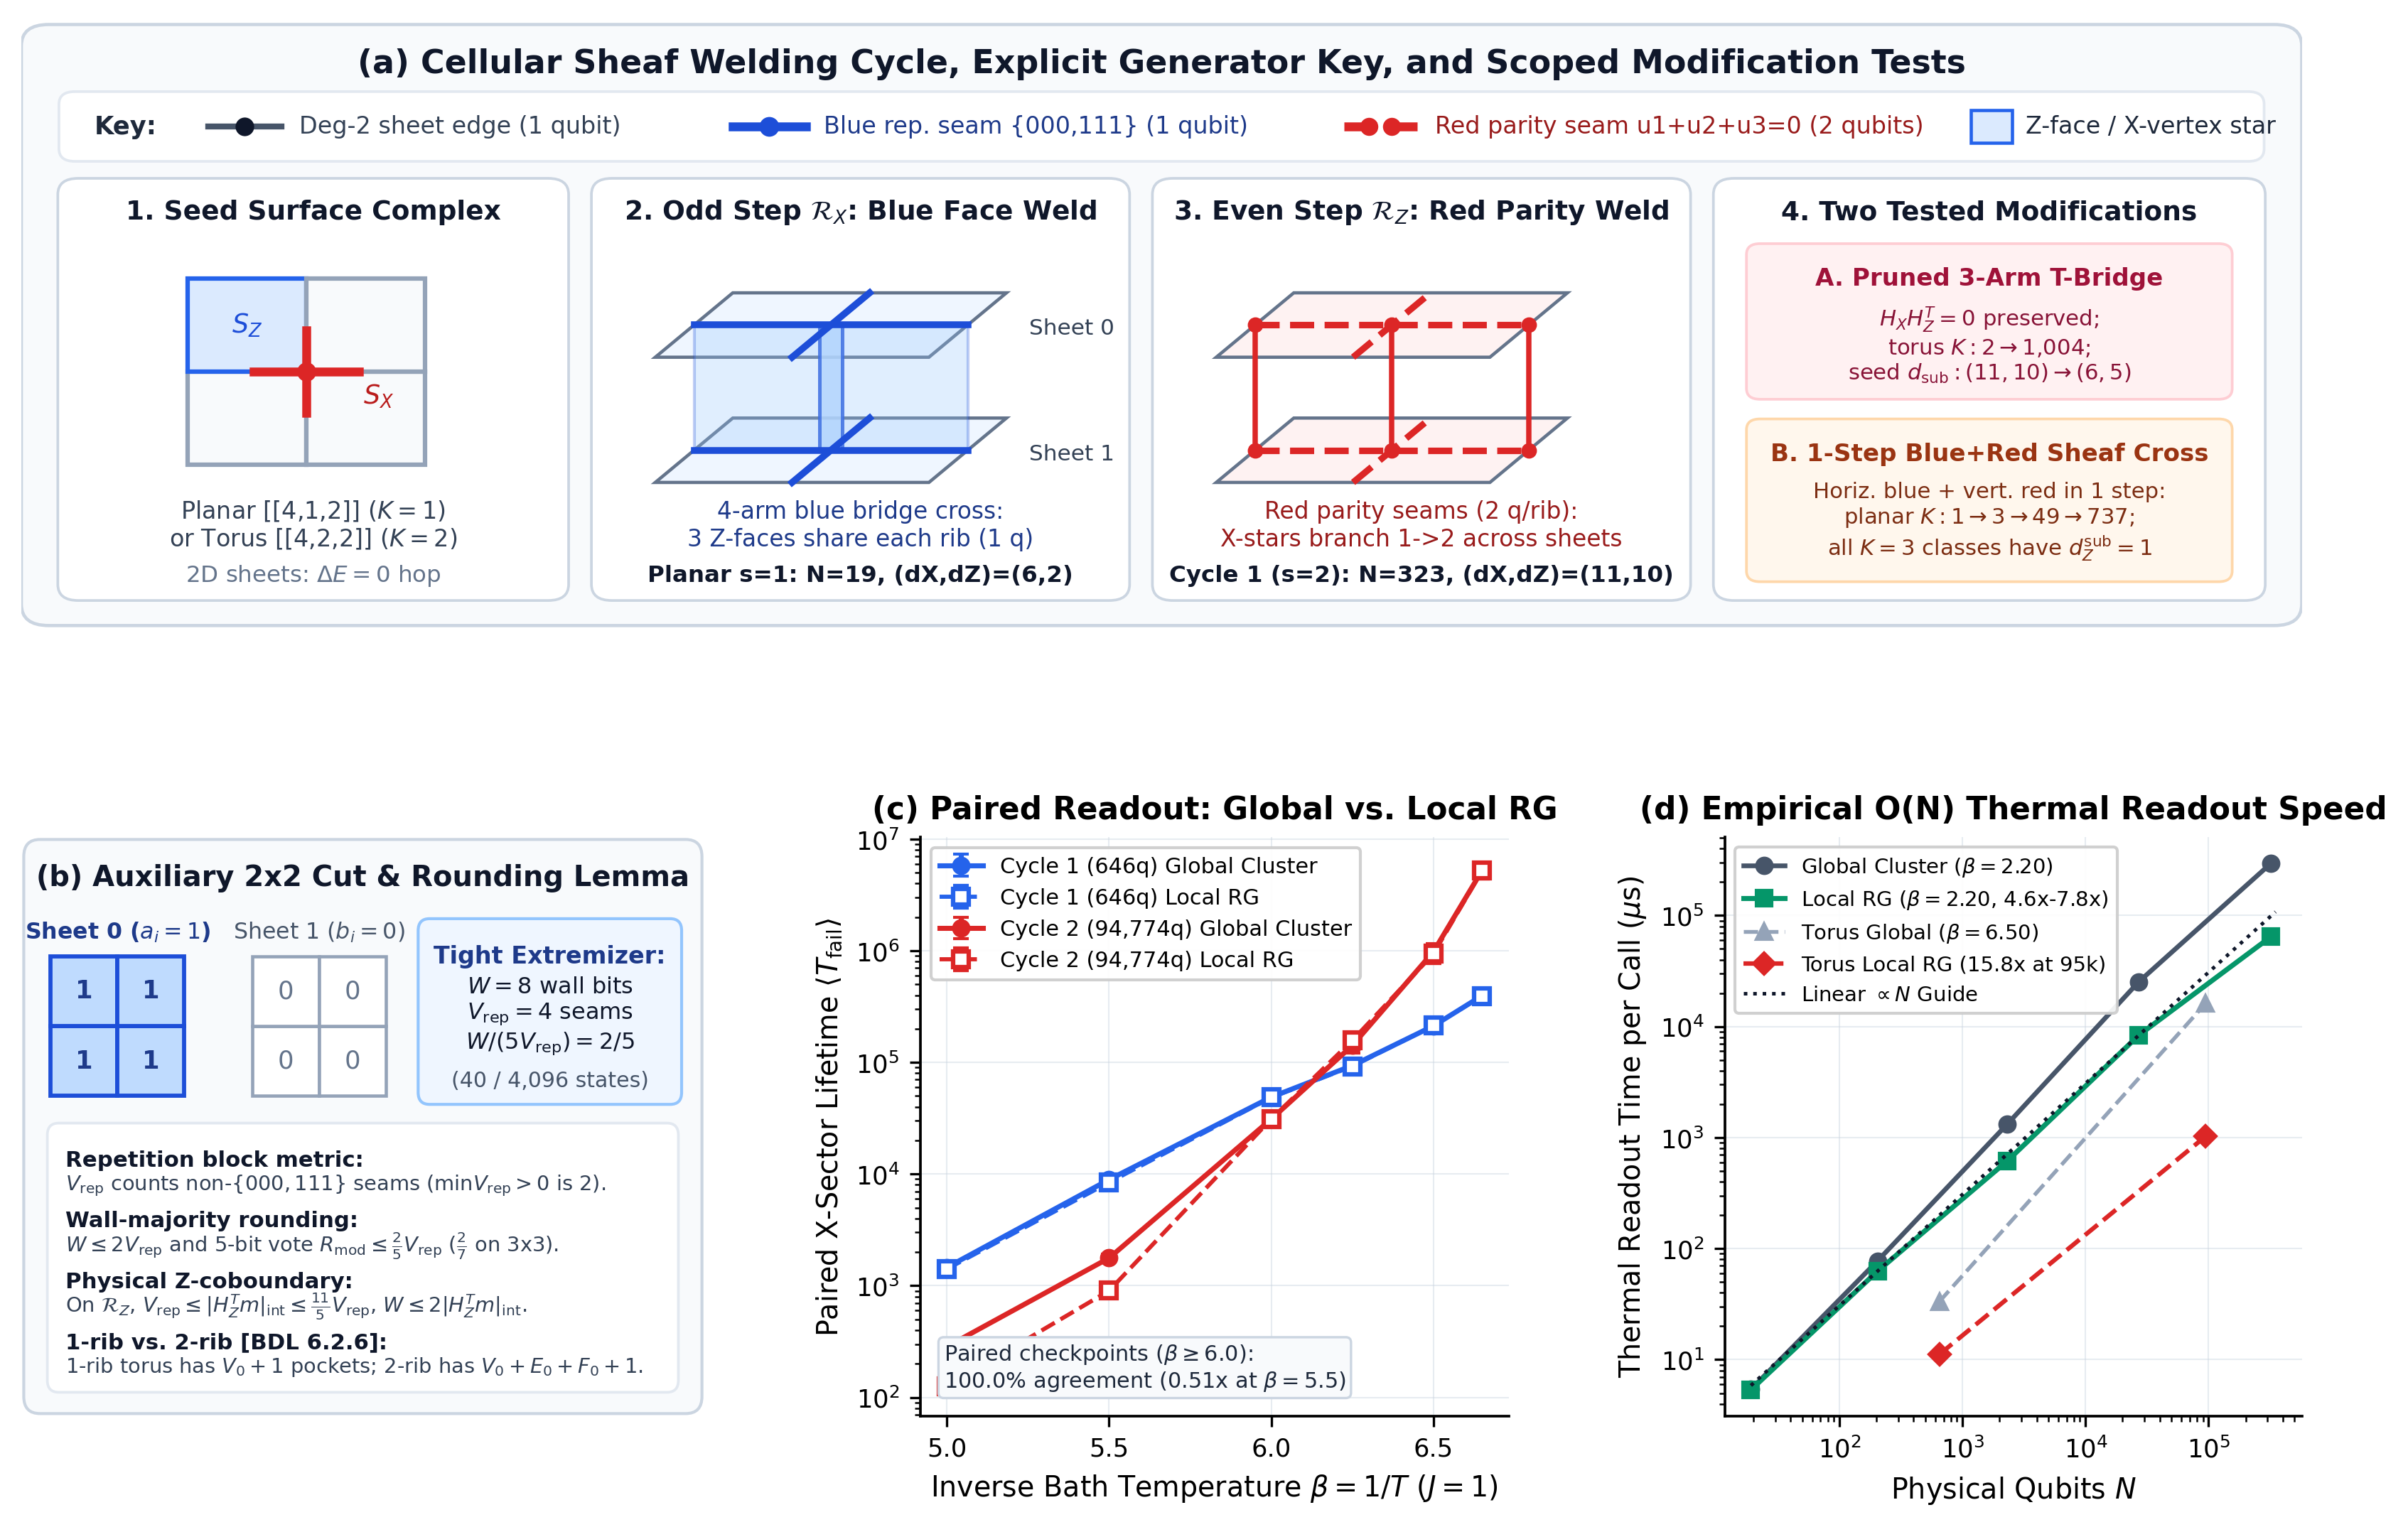 (a) Cellular Sheaf Welding Cycle, Explicit Generator Key, and Scoped Modification Tests
Key:
Deg-2 sheet edge (1 qubit)
Blue rep. seam {000,111} (1 qubit)
Red parity seam u1+u2+u3=0 (2 qubits)
Z-face / X-vertex star
1. Seed Surface Complex
S_Z
S_X
Planar [[4,1,2]] (K = 1)
or Torus [[4,2,2]] (K = 2)
2D sheets: ΔE = 0 hop
2. Odd Step ℛ_X: Blue Face Weld
Sheet 0
Sheet 1
4-arm blue bridge cross:
3 Z-faces share each rib (1 q)
Planar s=1: N=19, (dX,dZ)=(6,2)
3. Even Step ℛ_Z: Red Parity Weld
Red parity seams (2 q/rib):
X-stars branch 1->2 across sheets
Cycle 1 (s=2): N=323, (dX,dZ)=(11,10)
4. Two Tested Modifications
A. Pruned 3-Arm T-Bridge
H_X H_Z^T = 0 preserved;
torus K : 2 → 1,004;
seed d_sub : (11, 10) → (6, 5)
B. 1-Step Blue+Red Sheaf Cross
Horiz. blue + vert. red in 1 step:
planar K : 1 → 3 → 49 → 737;
all K = 3 classes have d_Z^sub = 1
(b) Auxiliary 2x2 Cut & Rounding Lemma
Sheet 0 (a_i = 1)
Sheet 1 (b_i = 0)
1 1
1 1
0 0
0 0
Tight Extremizer:
W = 8 wall bits
V_rep = 4 seams
W/(5V_rep) = 2/5
(40 / 4,096 states)
Repetition block metric:
V_rep counts non-{000, 111} seams (minV_rep > 0 is 2).
Wall-majority rounding:
W ≤ 2V_rep and 5-bit vote R_mod ≤ 2/5 V_rep (2/7 on 3x3).
Physical Z-coboundary:
On ℛ_Z, V_rep ≤ |H_Z^T m|_int ≤ 11/5 V_rep, W ≤ 2|H_Z^T m|_int.
1-rib vs. 2-rib [BDL 6.2.6]:
1-rib torus has V_0 + 1 pockets; 2-rib has V_0 + E_0 + F_0 + 1.
(c) Paired Readout: Global vs. Local RG
Cycle 1 (646q) Global Cluster
Cycle 1 (646q) Local RG
Cycle 2 (94,774q) Global Cluster
Cycle 2 (94,774q) Local RG
Paired checkpoints (β ≥ 6.0):
100.0% agreement (0.51x at β = 5.5)
Paired X-Sector Lifetime ⟨T_fail⟩
10^7
10^6
10^5
10^4
10^3
10^2
5.0 5.5 6.0 6.5
Inverse Bath Temperature β = 1/T (J = 1)
(d) Empirical O(N) Thermal Readout Speed
Global Cluster (β = 2.20)
Local RG (β = 2.20, 4.6x-7.8x)
Torus Global (β = 6.50)
Torus Local RG (15.8x at 95k)
Linear ∝ N Guide
Thermal Readout Time per Call (μs)
10^5
10^4
10^3
10^2
10^1
10^2 10^3 10^4 10^5
Physical Qubits N